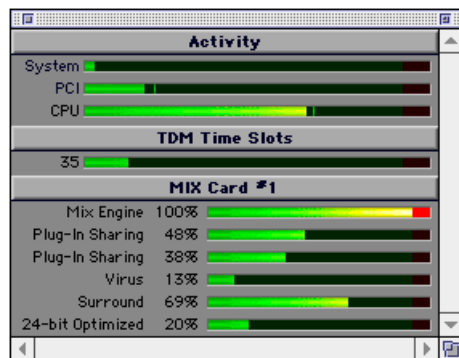 Activity
System
PCI
CPU
TDM Time Slots
35
MIX Card #1
Mix Engine 100%
Plug-In Sharing 48%
Plug-In Sharing 38%
Virus 13%
Surround 69%
24-bit Optimized 20%